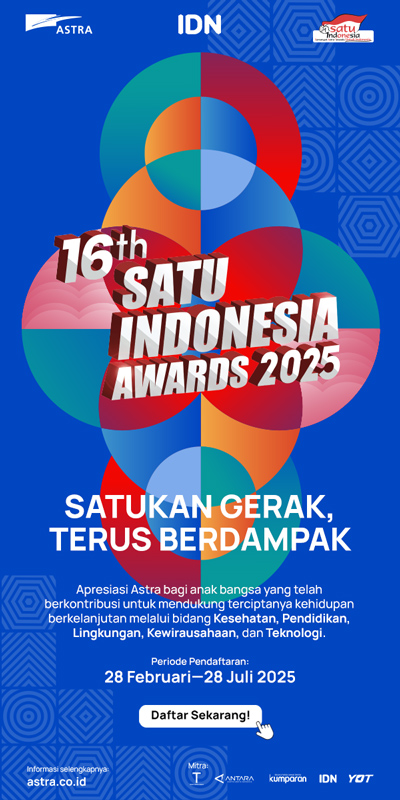 ASTRA
IDN
satu
Indonesia
16th
SATU
INDONESIA
AWARDS 2025
SATUKAN GERAK,
TERUS BERDAMPAK
Apresiasi Astra bagi anak bangsa yang telah
berkontribusi untuk mendukung terciptanya kehidupan
berkelanjutan melalui bidang Kesehatan, Pendidikan,
Lingkungan, Kewirausahaan, dan Teknologi.
Periode Pendaftaran:
28 Februari—28 Juli 2025
Daftar Sekarang!
Informasi selengkapnya:
astra.co.id
Mitra:
T
ANTARA
kumparan
IDN
YOT